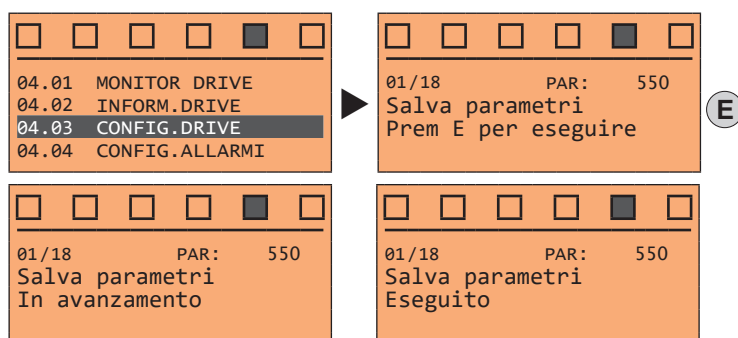 04.01 MONITOR DRIVE
04.02 INFORM.DRIVE
04.03 CONFIG.DRIVE
04.04 CONFIG.ALLARMI
01/18 PAR: 550
Salva parametri
Prem E per eseguire
E
01/18 PAR: 550
Salva parametri
In avanzamento
01/18 PAR: 550
Salva parametri
Eseguito